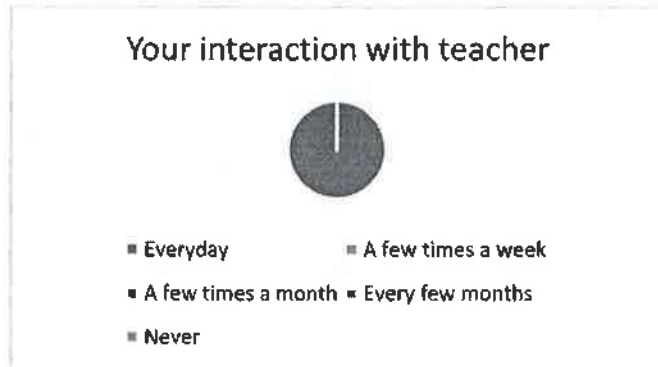 Your interaction with teacher
Everyday
A few times a week
A few times a month
Every few months
Never